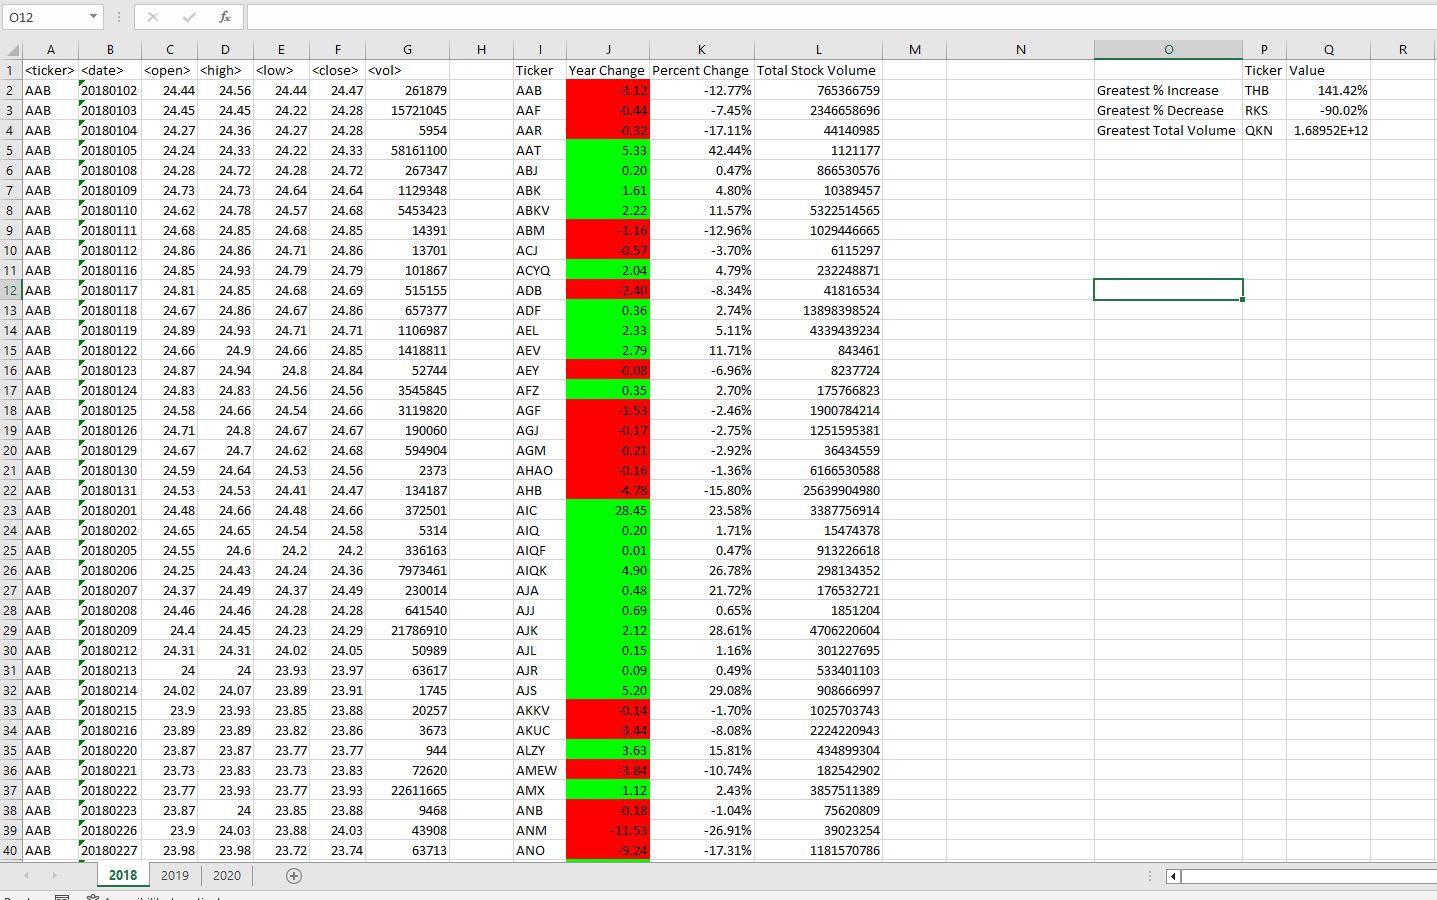 O12 fx
A B C D E F G H I J K L M N O P Q R
1 <ticker> <date> <open> <high> <low> <close> <vol> Ticker Year Change Percent Change Total Stock Volume Ticker Value
2 AAB 20180102 24.44 24.56 24.44 24.47 261879 AAB -3.12 -12.77% 765366759 Greatest % Increase THB 141.42%
3 AAB 20180103 24.45 24.45 24.22 24.28 15721045 AAF -0.44 -7.45% 2346658696 Greatest % Decrease RKS -90.02%
4 AAB 20180104 24.27 24.36 24.27 24.28 5954 AAR -0.32 -17.11% 44140985 Greatest Total Volume QKN 1.68952E+12
5 AAB 20180105 24.24 24.33 24.22 24.33 58161100 AAT 5.33 42.44% 1121177
6 AAB 20180108 24.28 24.72 24.28 24.72 267347 ABJ 0.20 0.47% 866530576
7 AAB 20180109 24.73 24.73 24.64 24.64 1129348 ABK 1.61 4.80% 10389457
8 AAB 20180110 24.62 24.78 24.57 24.68 5453423 ABKV 2.22 11.57% 5322514565
9 AAB 20180111 24.68 24.85 24.68 24.85 14391 ABM -1.16 -12.96% 1029446665
10 AAB 20180112 24.86 24.86 24.71 24.86 13701 ACJ -0.57 -3.70% 6115297
11 AAB 20180116 24.85 24.93 24.79 24.79 101867 ACYQ 2.04 4.79% 232248871
12 AAB 20180117 24.81 24.85 24.68 24.69 515155 ADB -2.40 -8.34% 41816534
13 AAB 20180118 24.67 24.86 24.67 24.86 657377 ADF 0.36 2.74% 13898398524
14 AAB 20180119 24.89 24.93 24.71 24.71 1106987 AEL 2.33 5.11% 4339439234
15 AAB 20180122 24.66 24.9 24.66 24.85 1418811 AEV 2.79 11.71% 843461
16 AAB 20180123 24.87 24.94 24.8 24.84 52744 AEY -0.08 -6.96% 8237724
17 AAB 20180124 24.83 24.83 24.56 24.56 3545845 AFZ 0.35 2.70% 175766823
18 AAB 20180125 24.58 24.66 24.54 24.66 3119820 AGF -1.53 -2.46% 1900784214
19 AAB 20180126 24.71 24.8 24.67 24.67 190060 AGJ -0.17 -2.75% 1251595381
20 AAB 20180129 24.67 24.7 24.62 24.68 594904 AGM -0.21 -2.92% 36434559
21 AAB 20180130 24.59 24.64 24.53 24.56 2373 AHAO -0.16 -1.36% 6166530588
22 AAB 20180131 24.53 24.53 24.41 24.47 134187 AHB -4.78 -15.80% 25639904980
23 AAB 20180201 24.48 24.66 24.48 24.66 372501 AIC 28.45 23.58% 3387756914
24 AAB 20180202 24.65 24.65 24.54 24.58 5314 AIQ 0.20 1.71% 15474378
25 AAB 20180205 24.55 24.6 24.2 24.2 336163 AIQF 0.01 0.47% 913226618
26 AAB 20180206 24.25 24.43 24.24 24.36 7973461 AIQK 4.90 26.78% 298134352
27 AAB 20180207 24.37 24.49 24.37 24.49 230014 AJA 0.48 21.72% 176532721
28 AAB 20180208 24.46 24.46 24.28 24.28 641540 AJJ 0.69 0.65% 1851204
29 AAB 20180209 24.4 24.45 24.23 24.29 21786910 AJK 2.12 28.61% 4706220604
30 AAB 20180212 24.31 24.31 24.02 24.05 50989 AJL 0.15 1.16% 301227695
31 AAB 20180213 24 24 23.93 23.97 63617 AJR 0.09 0.49% 533401103
32 AAB 20180214 24.02 24.07 23.89 23.91 1745 AJS 5.20 29.08% 908666997
33 AAB 20180215 23.9 23.93 23.85 23.88 20257 AKKV -0.14 -1.70% 1025703743
34 AAB 20180216 23.89 23.89 23.82 23.86 3673 AKUC -3.44 -8.08% 2224220943
35 AAB 20180220 23.87 23.87 23.77 23.77 944 ALZY 3.63 15.81% 434899304
36 AAB 20180221 23.73 23.83 23.73 23.83 72620 AMEW -3.84 -10.74% 182542902
37 AAB 20180222 23.77 23.93 23.77 23.93 22611665 AMX 1.12 2.43% 3857511389
38 AAB 20180223 23.87 24 23.85 23.88 9468 ANB -0.18 -1.04% 75620809
39 AAB 20180226 23.9 24.03 23.88 24.03 43908 ANM -11.53 -26.91% 39023254
40 AAB 20180227 23.98 23.98 23.72 23.74 63713 ANO -9.24 -17.31% 1181570786
2018 2019 2020